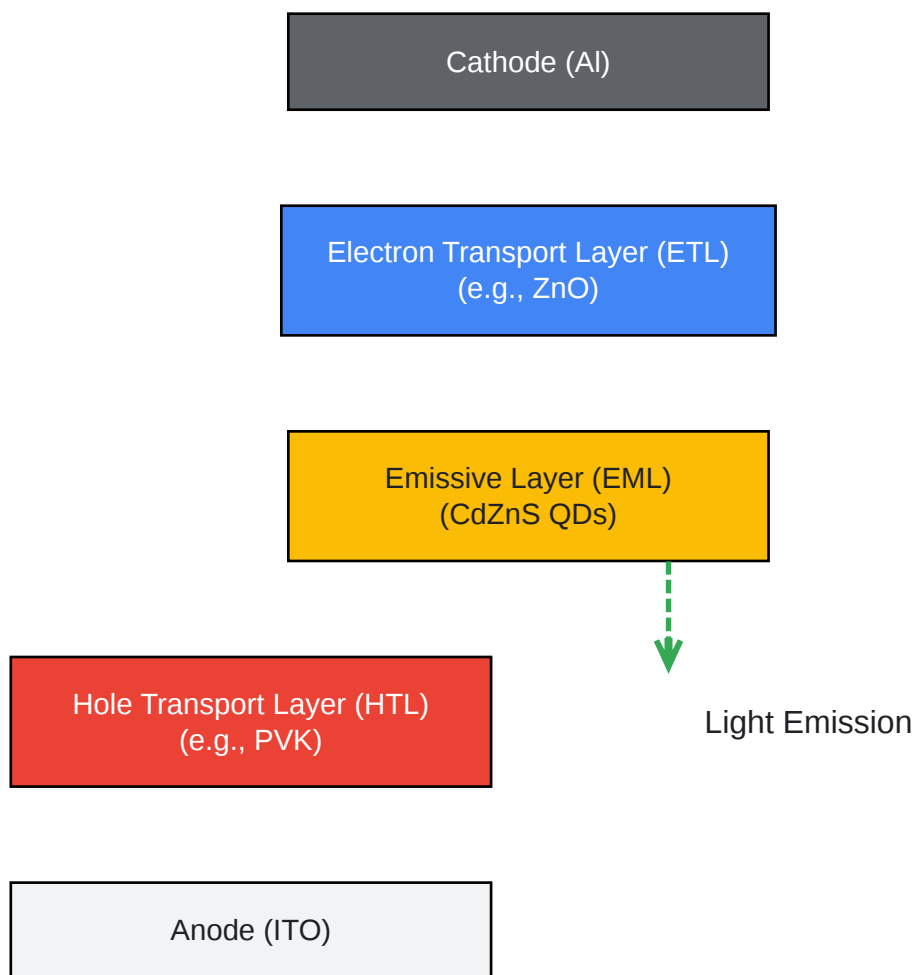 Cathode (Al)
Electron Transport Layer (ETL)
(e.g., ZnO)
Emissive Layer (EML)
(CdZnS QDs)
Hole Transport Layer (HTL)
(e.g., PVK)
Light Emission
Anode (ITO)